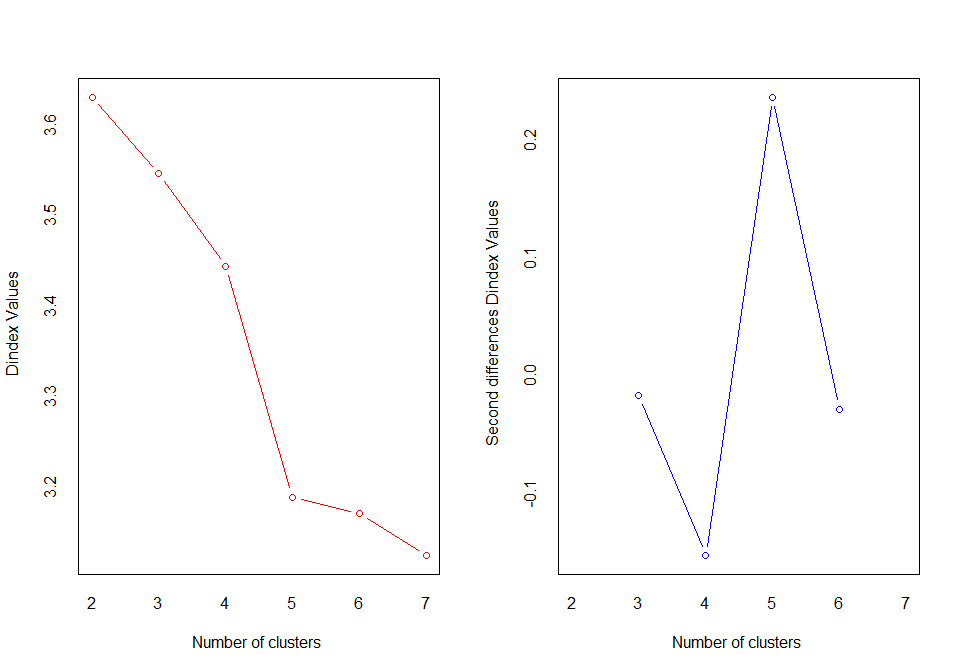 Dindex Values
3.6
3.5
3.4
3.3
3.2
2 3 4 5 6 7
Number of clusters
Second differences Dindex Values
0.2
0.1
0.0
-0.1
2 3 4 5 6 7
Number of clusters